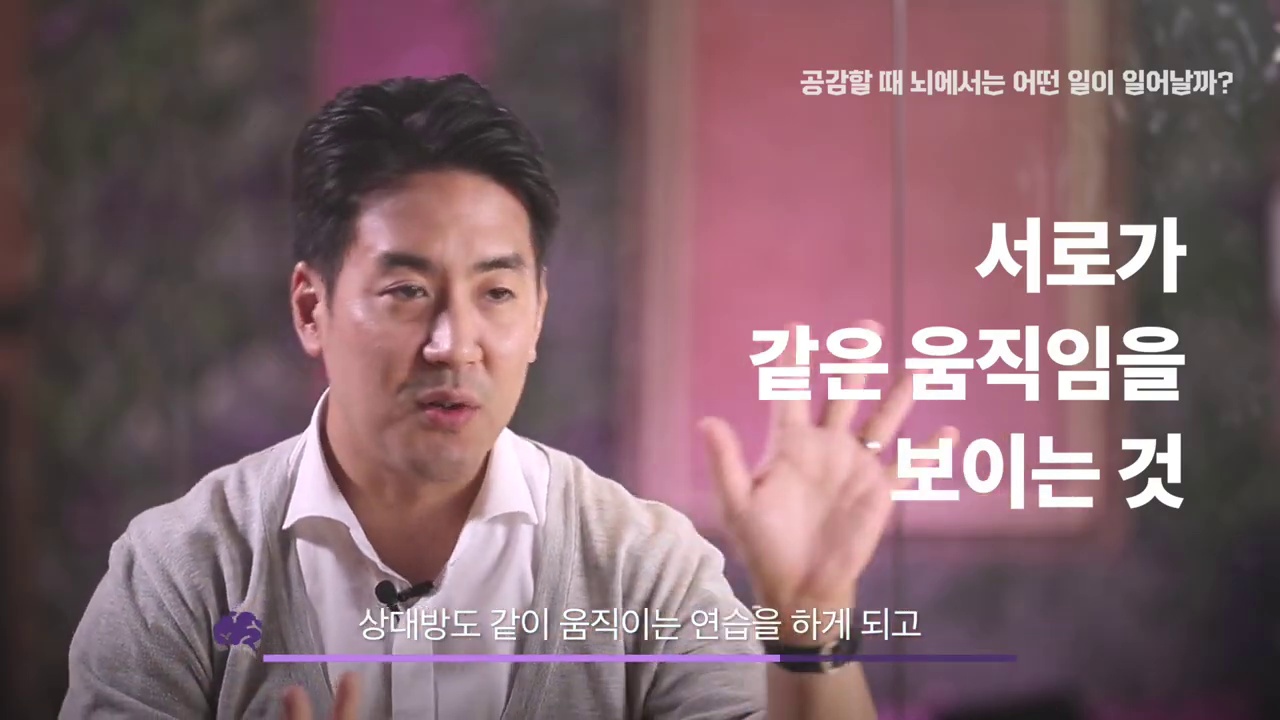 공감할 때 뇌에서는 어떤 일이 일어날까?
서로가
같은 움직임을
보이는 것
상대방도 같이 움직이는 연습을 하게 되고